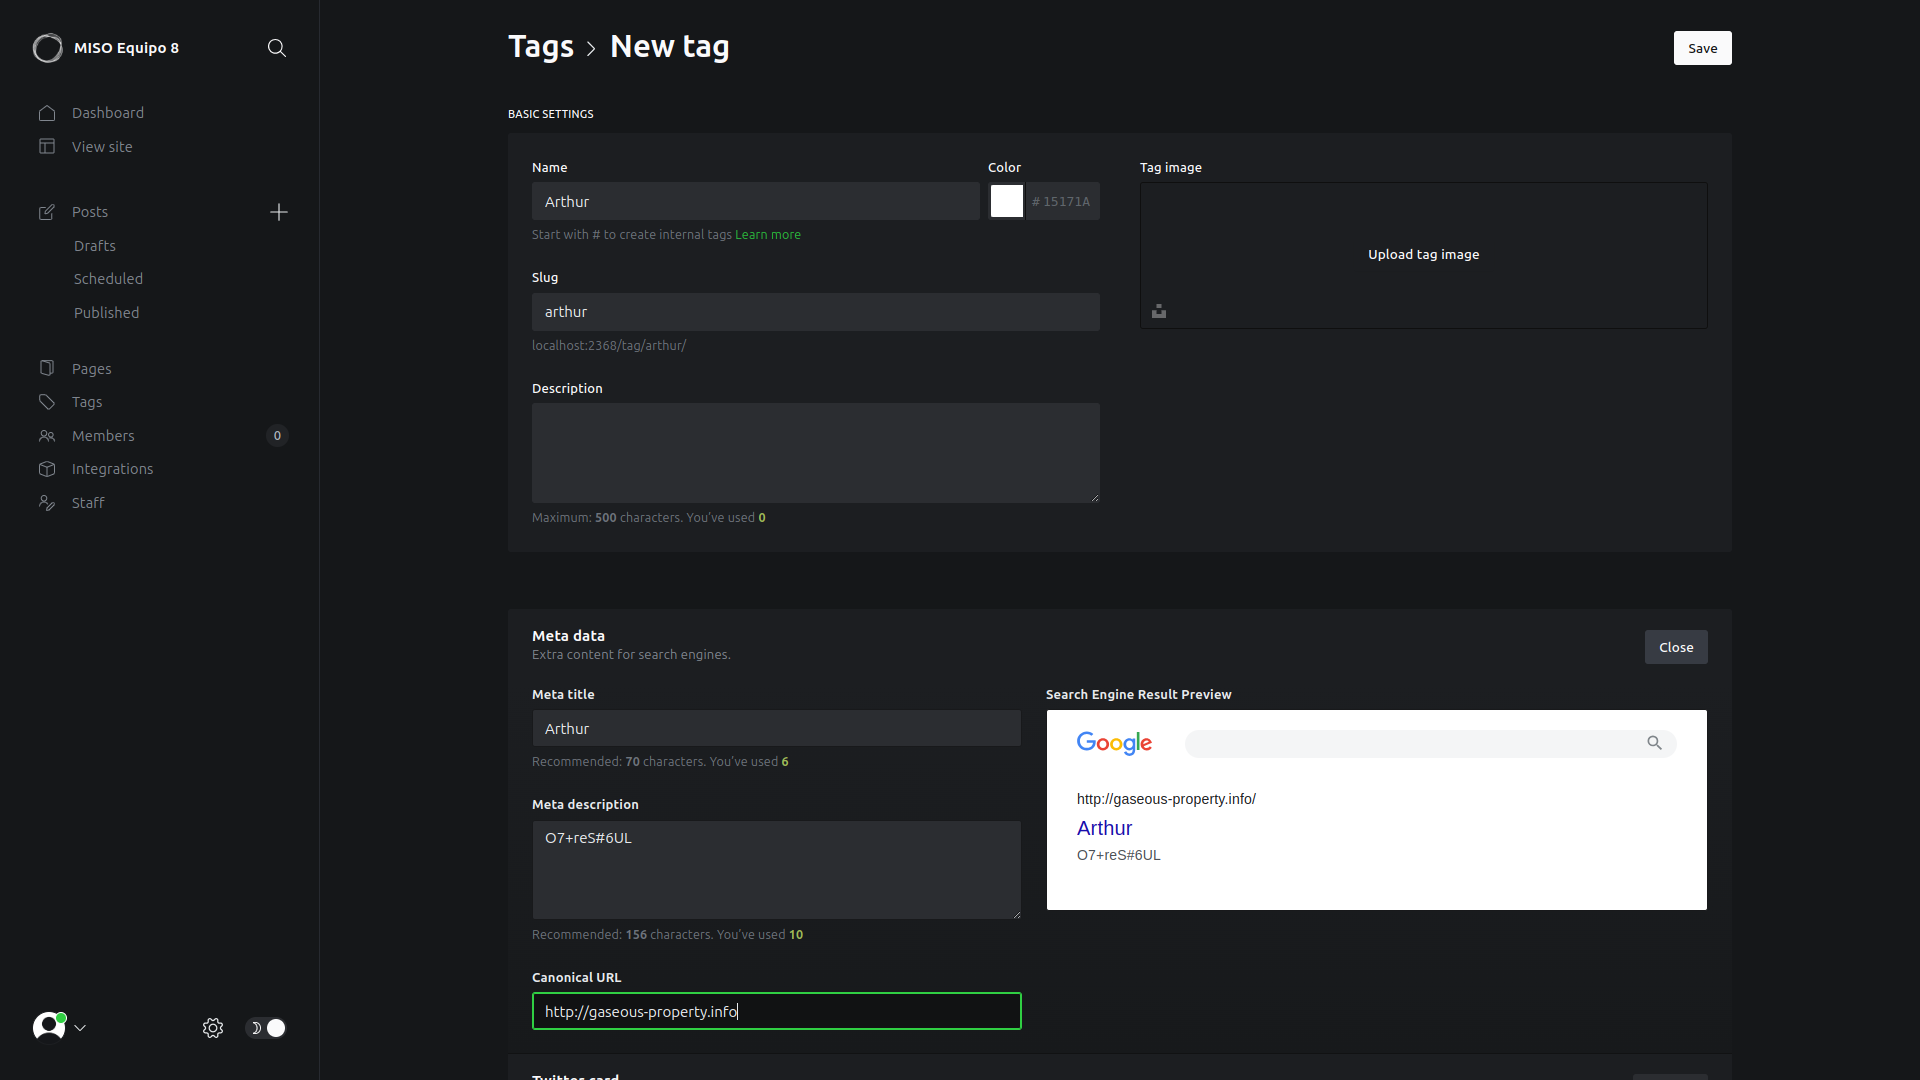 MISO Equipo 8
Dashboard
View site
Posts
Drafts
Scheduled
Published
Pages
Tags
Members 0
Integrations
Staff
Tags > New tag
Save
BASIC SETTINGS
Name
Arthur
Color
# 15171A
Start with # to create internal tags Learn more
Slug
arthur
localhost:2368/tag/arthur/
Description
Maximum: 500 characters. You've used 0
Tag image
Upload tag image
Meta data
Extra content for search engines.
Close
Meta title
Arthur
Recommended: 70 characters. You've used 6
Meta description
O7+reS#6UL
Recommended: 156 characters. You've used 10
Canonical URL
http://gaseous-property.info
Search Engine Result Preview
Google
http://gaseous-property.info/
Arthur
O7+reS#6UL
Twitter card